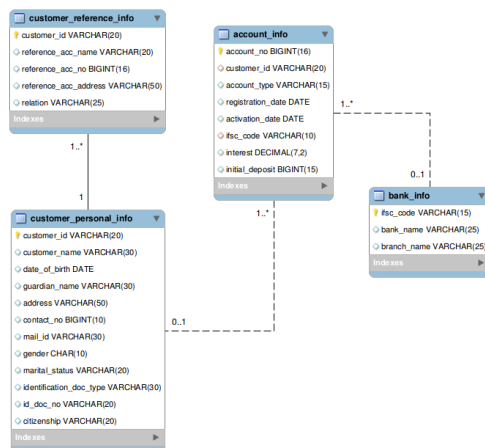 customer_reference_info
customer_id VARCHAR(20)
reference_acc_name VARCHAR(20)
reference_acc_no BIGINT(16)
reference_acc_address VARCHAR(50)
relation VARCHAR(25)
Indexes
1..*
1
customer_personal_info
customer_id VARCHAR(20)
customer_name VARCHAR(30)
date_of_birth DATE
guardian_name VARCHAR(30)
address VARCHAR(50)
contact_no BIGINT(10)
mail_id VARCHAR(30)
gender CHAR(10)
marital_status VARCHAR(20)
identification_doc_type VARCHAR(30)
id_doc_no VARCHAR(20)
citizenship VARCHAR(20)
Indexes
account_info
account_no BIGINT(16)
customer_id VARCHAR(20)
account_type VARCHAR(15)
registration_date DATE
activation_date DATE
ifsc_code VARCHAR(10)
interest DECIMAL(7,2)
initial_deposit BIGINT(15)
Indexes
1..*
0..1
1..*
0..1
bank_info
ifsc_code VARCHAR(15)
bank_name VARCHAR(25)
branch_name VARCHAR(25)
Indexes